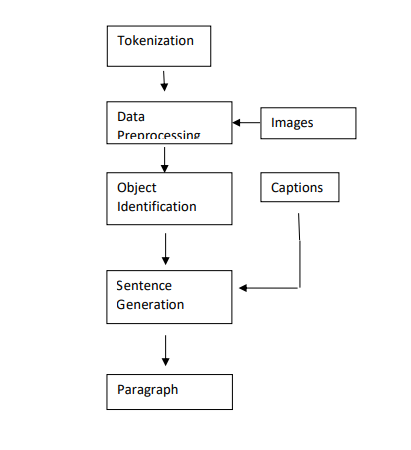 Tokenization
Data
Preprocessing
Images
Object
Identification
Captions
Sentence
Generation
Paragraph